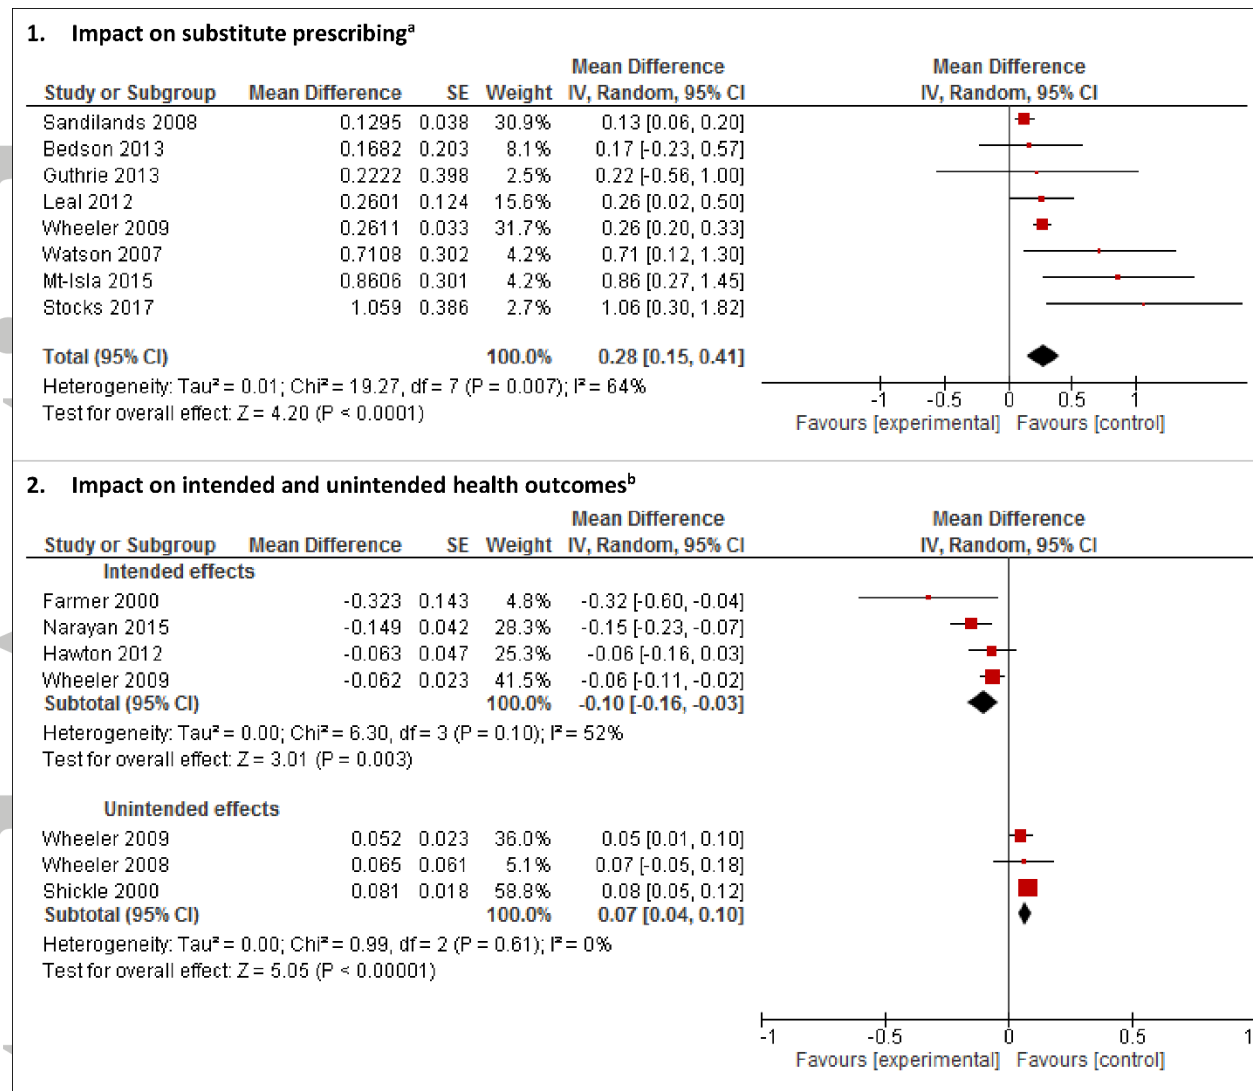 1. Impact on substitute prescribingᵃ
Mean Difference Mean Difference
Study or Subgroup Mean Difference SE Weight IV, Random, 95% CI IV, Random, 95% CI
Sandilands 2008 0.1295 0.038 30.9% 0.13 [0.06, 0.20]
Bedson 2013 0.1682 0.203 8.1% 0.17 [-0.23, 0.57]
Guthrie 2013 0.2222 0.398 2.5% 0.22 [-0.56, 1.00]
Leal 2012 0.2601 0.124 15.6% 0.26 [0.02, 0.50]
Wheeler 2009 0.2611 0.033 31.7% 0.26 [0.20, 0.33]
Watson 2007 0.7108 0.302 4.2% 0.71 [0.12, 1.30]
Mt-Isla 2015 0.8606 0.301 4.2% 0.86 [0.27, 1.45]
Stocks 2017 1.059 0.386 2.7% 1.06 [0.30, 1.82]
Total (95% CI) 100.0% 0.28 [0.15, 0.41]
Heterogeneity: Tau² = 0.01; Chi² = 19.27, df = 7 (P = 0.007); I² = 64%
Test for overall effect: Z = 4.20 (P < 0.0001)
-1 -0.5 0 0.5 1
Favours [experimental] Favours [control]
2. Impact on intended and unintended health outcomesᵇ
Mean Difference Mean Difference
Study or Subgroup Mean Difference SE Weight IV, Random, 95% CI IV, Random, 95% CI
Intended effects
Farmer 2000 -0.323 0.143 4.8% -0.32 [-0.60, -0.04]
Narayan 2015 -0.149 0.042 28.3% -0.15 [-0.23, -0.07]
Hawton 2012 -0.063 0.047 25.3% -0.06 [-0.16, 0.03]
Wheeler 2009 -0.062 0.023 41.5% -0.06 [-0.11, -0.02]
Subtotal (95% CI) 100.0% -0.10 [-0.16, -0.03]
Heterogeneity: Tau² = 0.00; Chi² = 6.30, df = 3 (P = 0.10); I² = 52%
Test for overall effect: Z = 3.01 (P = 0.003)
Unintended effects
Wheeler 2009 0.052 0.023 36.0% 0.05 [0.01, 0.10]
Wheeler 2008 0.065 0.061 5.1% 0.07 [-0.05, 0.18]
Shickle 2000 0.081 0.018 58.8% 0.08 [0.05, 0.12]
Subtotal (95% CI) 100.0% 0.07 [0.04, 0.10]
Heterogeneity: Tau² = 0.00; Chi² = 0.99, df = 2 (P = 0.61); I² = 0%
Test for overall effect: Z = 5.05 (P < 0.00001)
-1 -0.5 0 0.5 1
Favours [experimental] Favours [control]